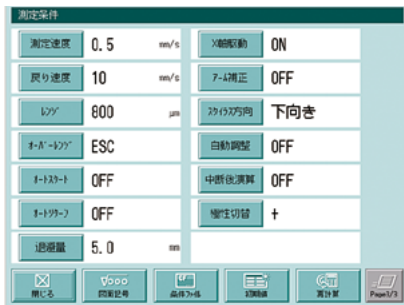 測定条件
測定速度 0.5 mm/s
戻り速度 10 mm/s
ﾚﾝｼﾞ 800 μm
ｵｰﾊﾞｰﾚﾝｼﾞ ESC
ｵｰﾄｽﾀｰﾄ OFF
ｵｰﾄﾘﾀｰﾝ OFF
退避量 5.0 mm
X軸駆動 ON
ｱｰﾑ補正 OFF
ｽﾀｲﾗｽ方向 下向き
自動調整 OFF
中断後演算 OFF
極性切替 +
閉じる
図面記号
条件ﾌｧｲﾙ
初期値
再計算
Page1/3